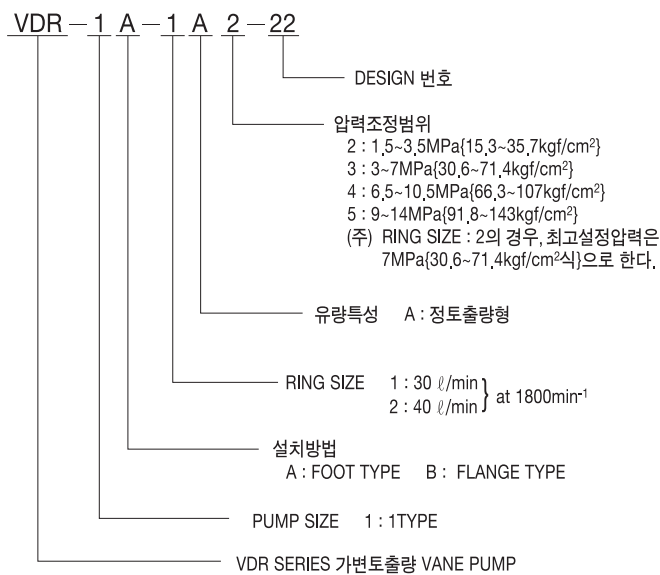 VDR-1A-1A2-22
DESIGN 번호
압력조정범위
2 : 1.5~3.5MPa{15.3~35.7kgf/cm²}
3 : 3~7MPa{30.6~71.4kgf/cm²}
4 : 6.5~10.5MPa{66.3~107kgf/cm²}
5 : 9~14MPa{91.8~143kgf/cm²}
(주) RING SIZE : 2의 경우, 최고설정압력은
7MPa{30.6~71.4kgf/cm²식}으로 한다.
유량특성 A : 정토출량형
RING SIZE 1 : 30 ℓ/min
2 : 40 ℓ/min
at 1800min⁻¹
설치방법
A : FOOT TYPE B : FLANGE TYPE
PUMP SIZE 1 : 1TYPE
VDR SERIES 가변토출량 VANE PUMP